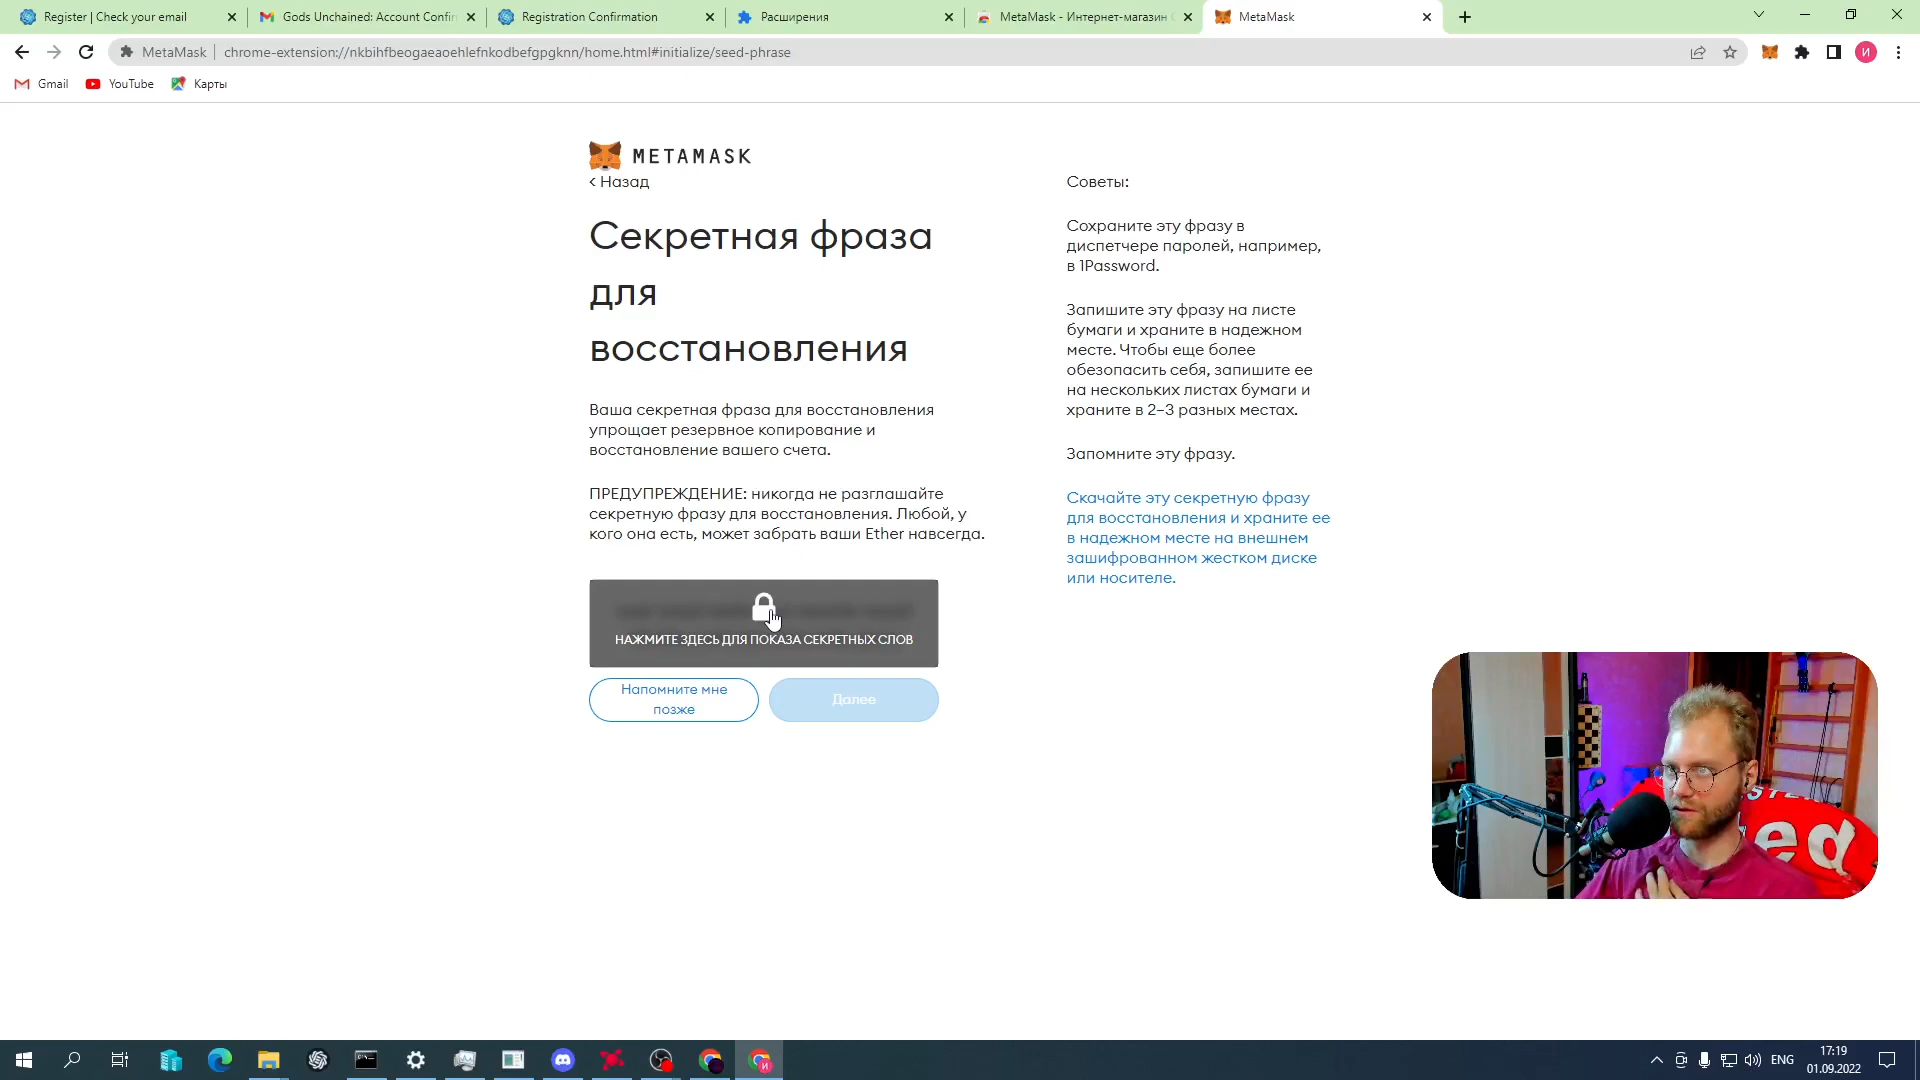 Register | Check your email
Gods Unchained: Account Confir
Registration Confirmation
Расширения
MetaMask - Интернет-магазин
MetaMask
MetaMask
chrome-extension://nkbihfbeogaeaoehlefnkodbefgpgknn/home.html#initialize/seed-phrase
И
Gmail
YouTube
Карты
METAMASK
< Назад
Секретная фраза
для
восстановления
Ваша секретная фраза для восстановления
упрощает резервное копирование и
восстановление вашего счета.
ПРЕДУПРЕЖДЕНИЕ: никогда не разглашайте
секретную фразу для восстановления. Любой, у
кого она есть, может забрать ваши Ether навсегда.
НАЖМИТЕ ЗДЕСЬ ДЛЯ ПОКАЗА СЕКРЕТНЫХ СЛОВ
Напомните мне
позже
Далее
Советы:
Сохраните эту фразу в
диспетчере паролей, например,
в 1Password.
Запишите эту фразу на листе
бумаги и храните в надежном
месте. Чтобы еще более
обезопасить себя, запишите ее
на нескольких листах бумаги и
храните в 2–3 разных местах.
Запомните эту фразу.
Скачайте эту секретную фразу
для восстановления и храните ее
в надежном месте на внешнем
зашифрованном жестком диске
или носителе.
ENG
17:19
01.09.2022